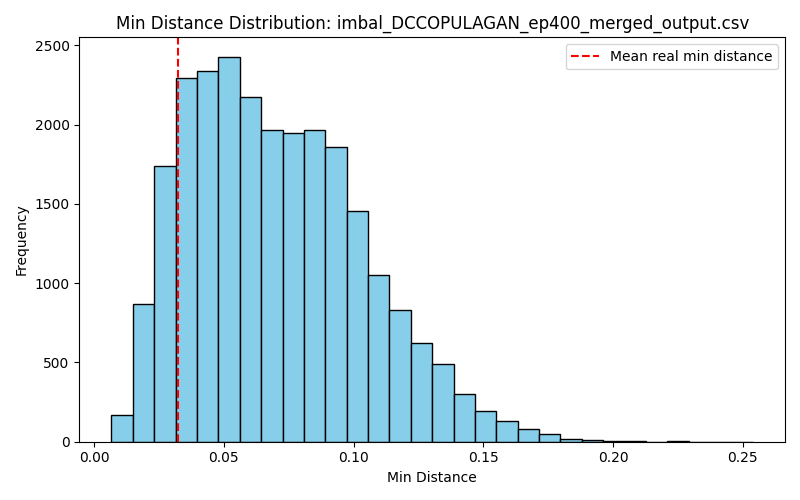 Min Distance Distribution: imbal_DCCOPULAGAN_ep400_merged_output.csv
Mean real min distance
Frequency
2500
2000
1500
1000
500
0
0.00 0.05 0.10 0.15 0.20 0.25
Min Distance